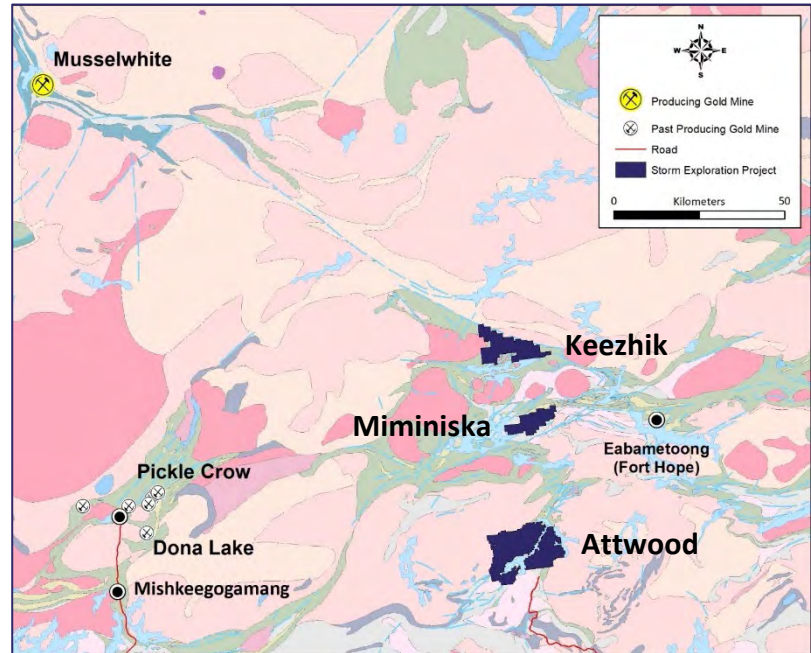 Musselwhite
N
W
E
S
Producing Gold Mine
Past Producing Gold Mine
Road
Storm Exploration Project
Kilometers
0
50
Keezhik
Miminiska
Eabametoong
(Fort Hope)
Pickle Crow
Dona Lake
Attwood
Mishkeegogamang